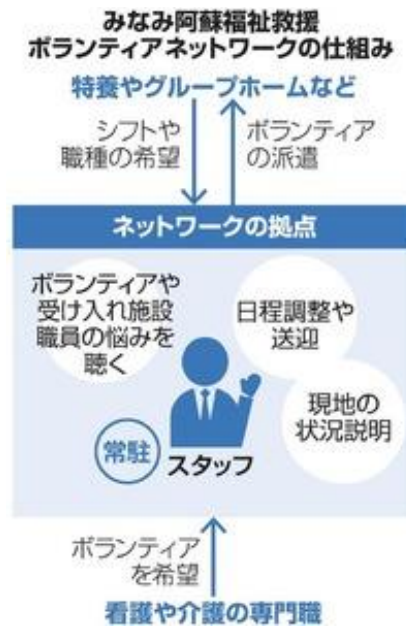 みなみ阿蘇福祉救援
ボランティアネットワークの仕組み
特養やグループホームなど
シフトや
職種の希望
ボランティア
の派遣
ネットワークの拠点
ボランティアや
受け入れ施設
職員の悩みを
聴く
日程調整や
送迎
現地の
状況説明
常駐
スタッフ
ボランティア
を希望
看護や介護の専門職